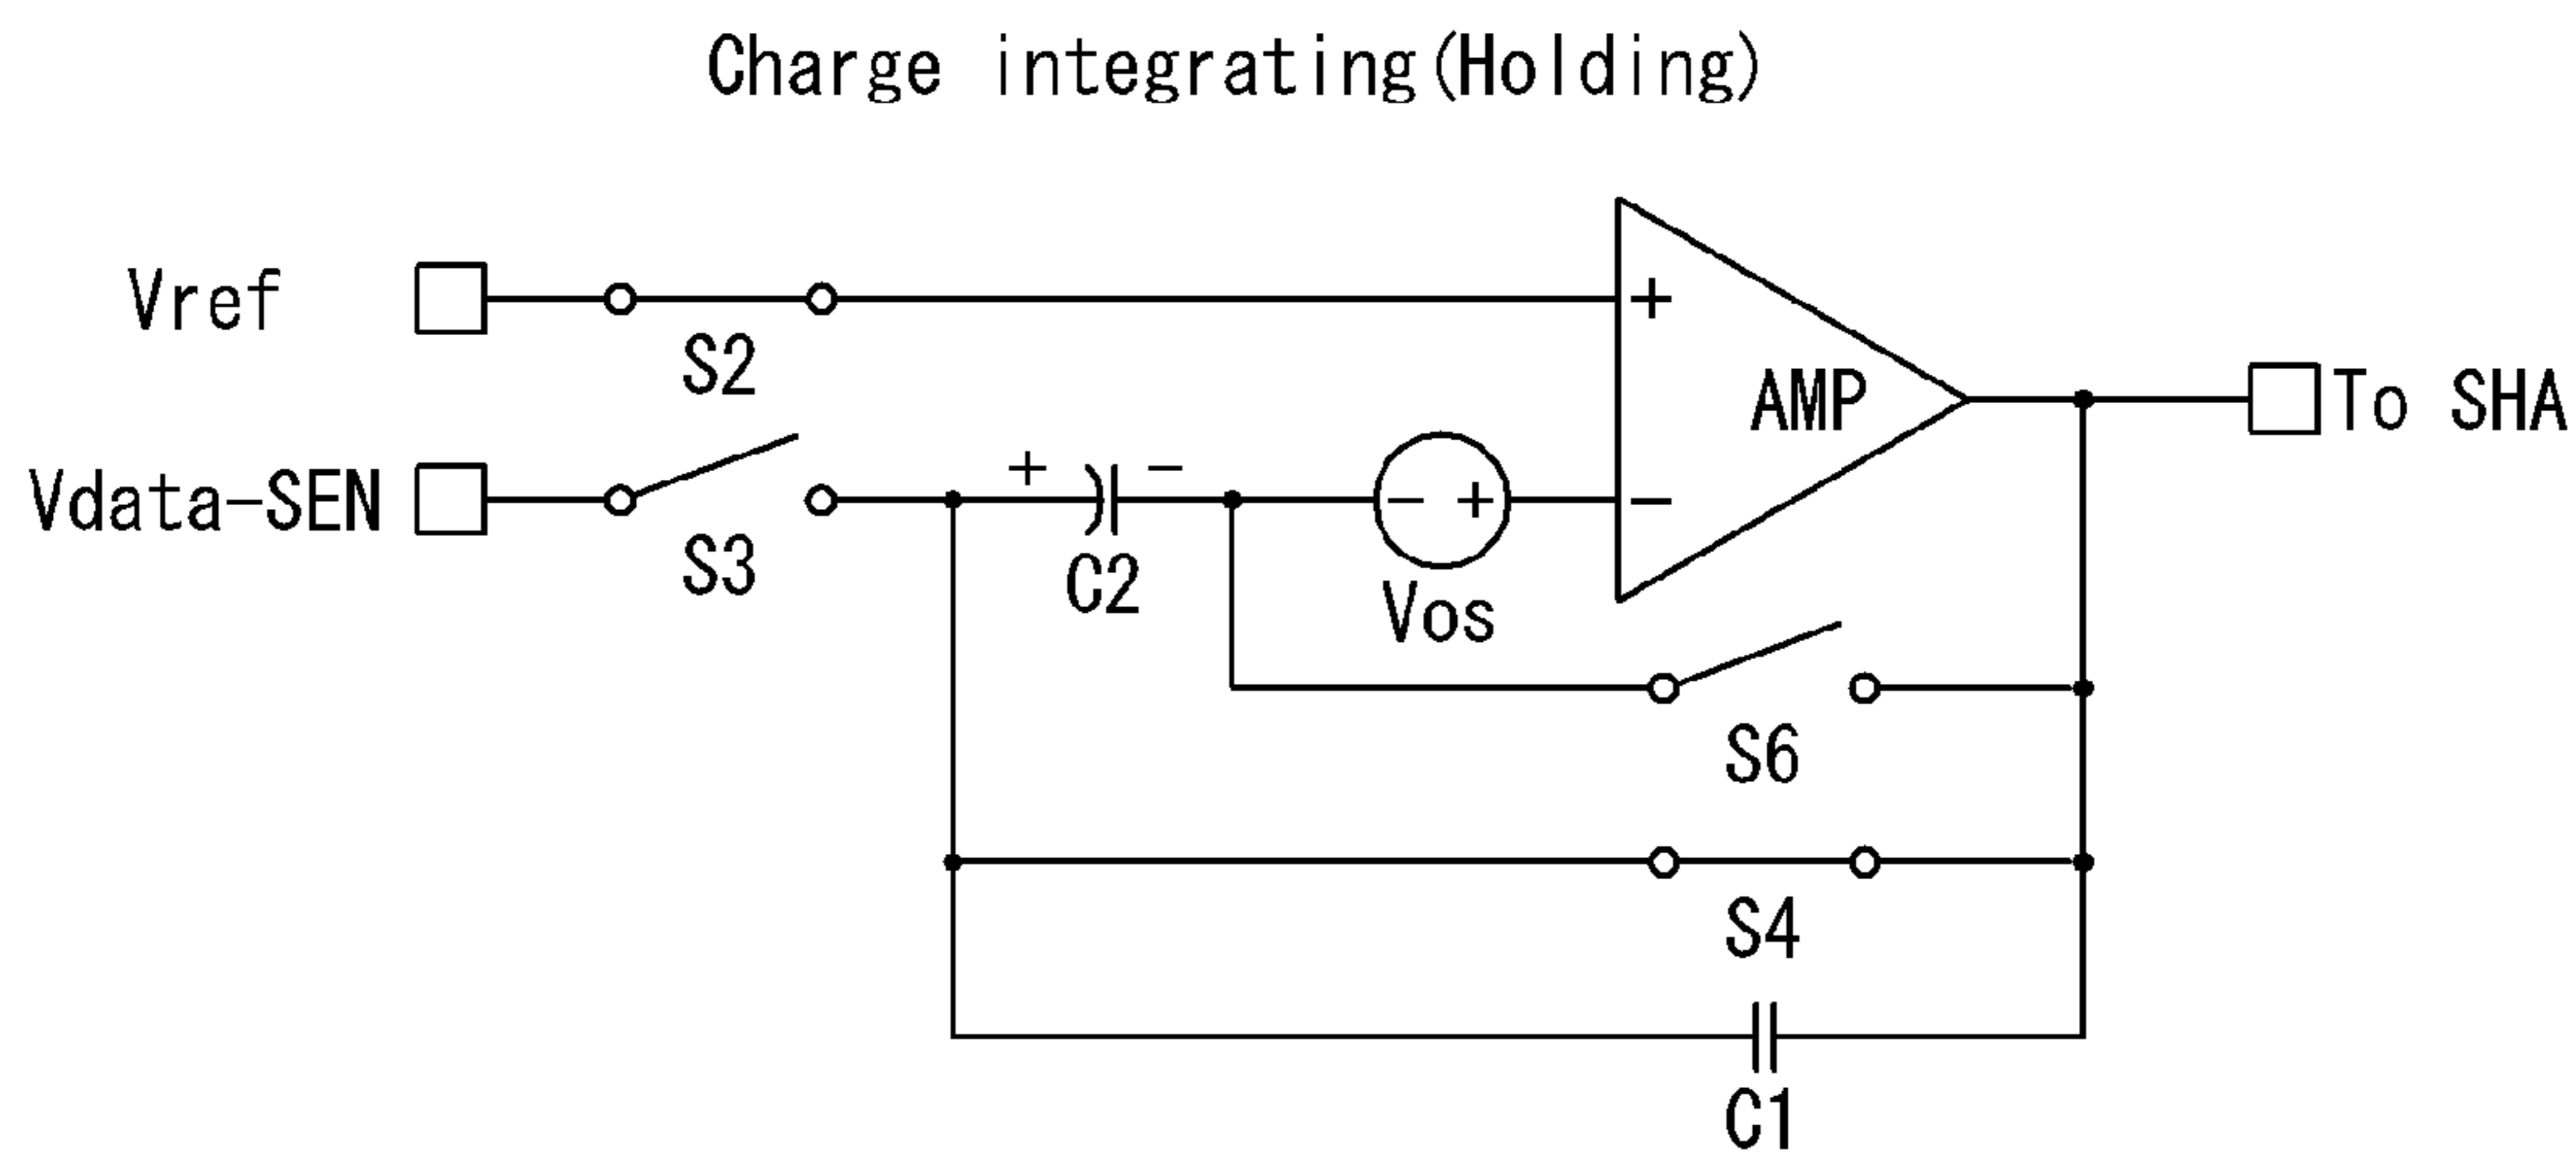 Charge integrating(Holding)
Vref
S2
+
AMP
To SHA
Vdata-SEN
S3
+ −
C2
− +
Vos
−
S6
S4
C1